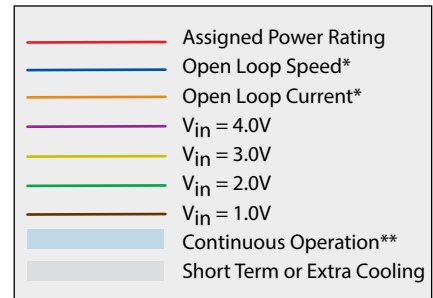 Assigned Power Rating
Open Loop Speed*
Open Loop Current*
Vin = 4.0V
Vin = 3.0V
Vin = 2.0V
Vin = 1.0V
Continuous Operation**
Short Term or Extra Cooling